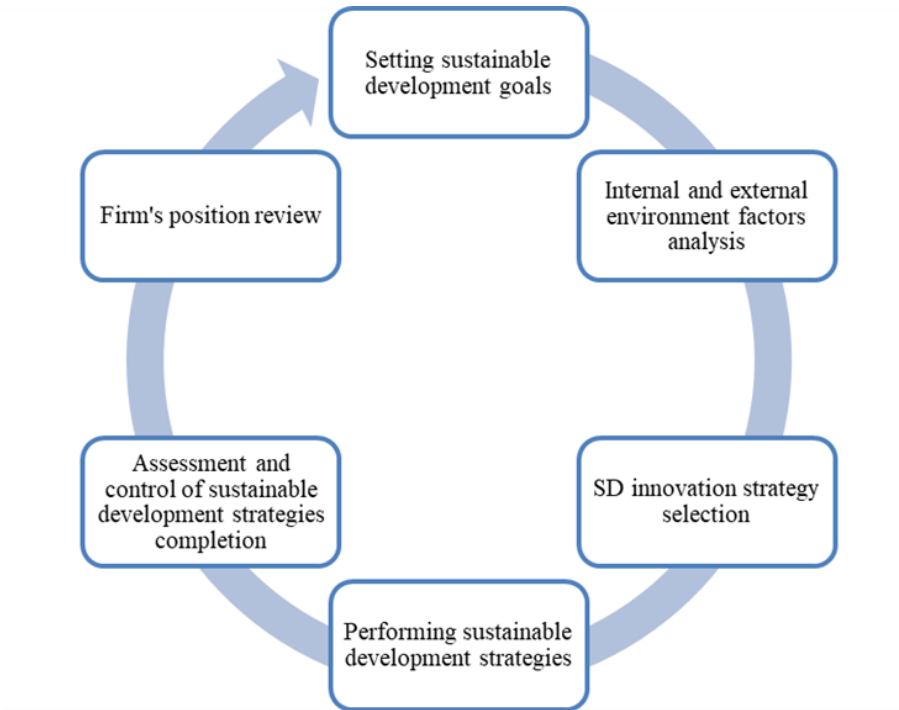 Setting sustainable
development goals
Internal and external
environment factors
analysis
SD innovation strategy
selection
Performing sustainable
development strategies
Assessment and
control of sustainable
development strategies
completion
Firm's position review